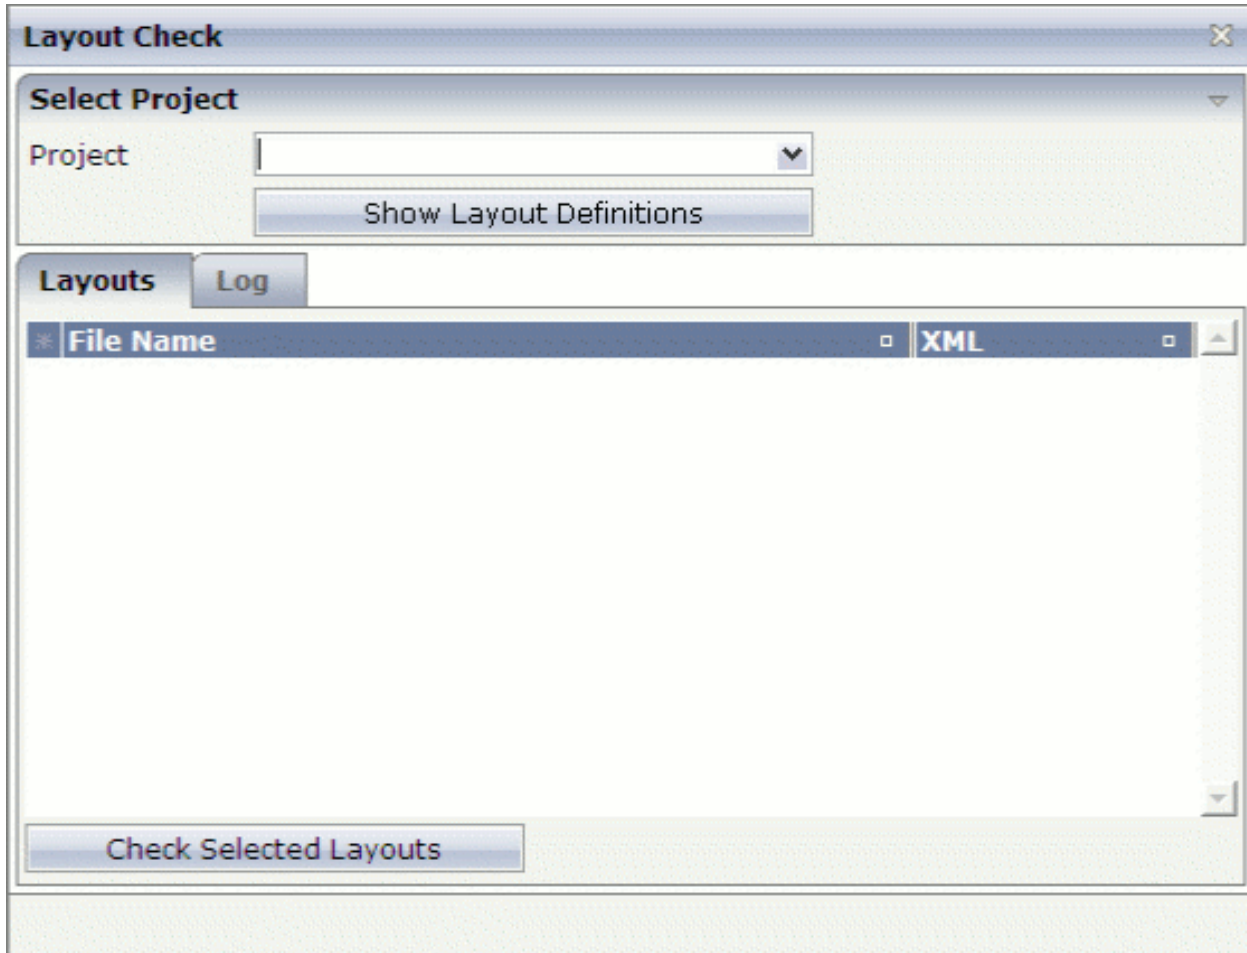 Layout Check
Select Project
Project
Show Layout Definitions
Layouts Log
File Name XML
Check Selected Layouts